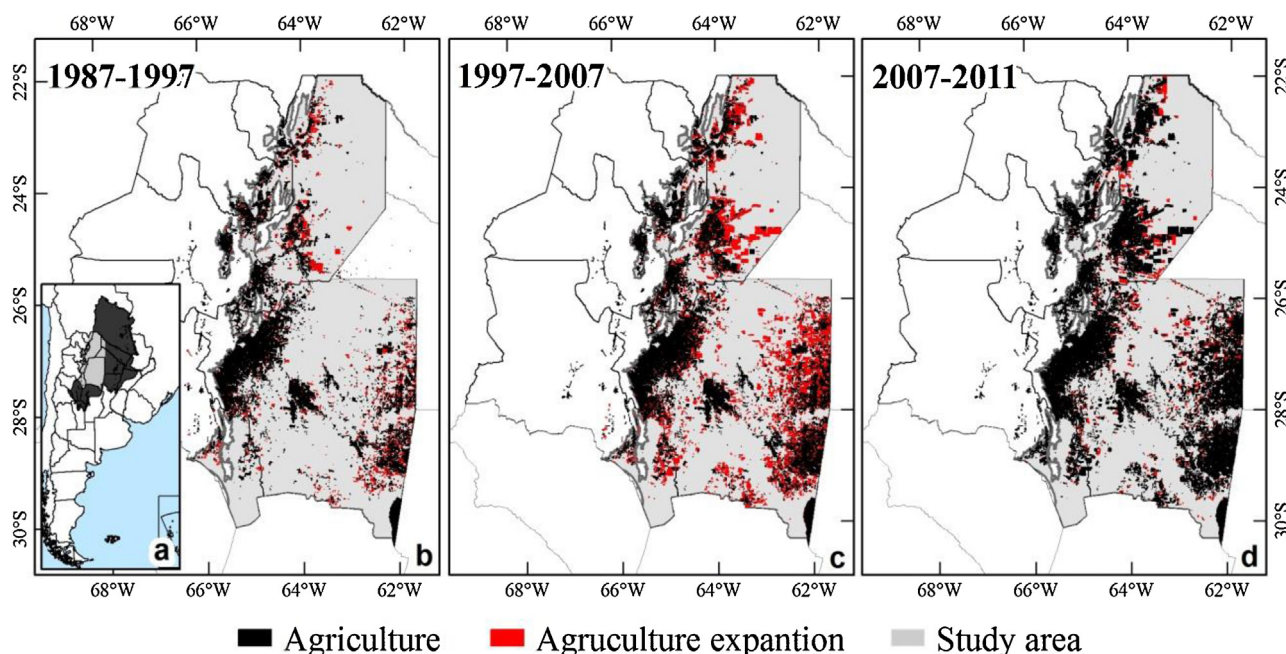 68°W 66°W 64°W 62°W 68°W 66°W 64°W 62°W 68°W 66°W 64°W 62°W
1987-1997 1997-2007 2007-2011
22°S 22°S
24°S 24°S
26°S 26°S
28°S 28°S
30°S 30°S
a b c d
68°W 66°W 64°W 62°W 68°W 66°W 64°W 62°W 68°W 66°W 64°W 62°W
Agriculture Agruculture expantion Study area